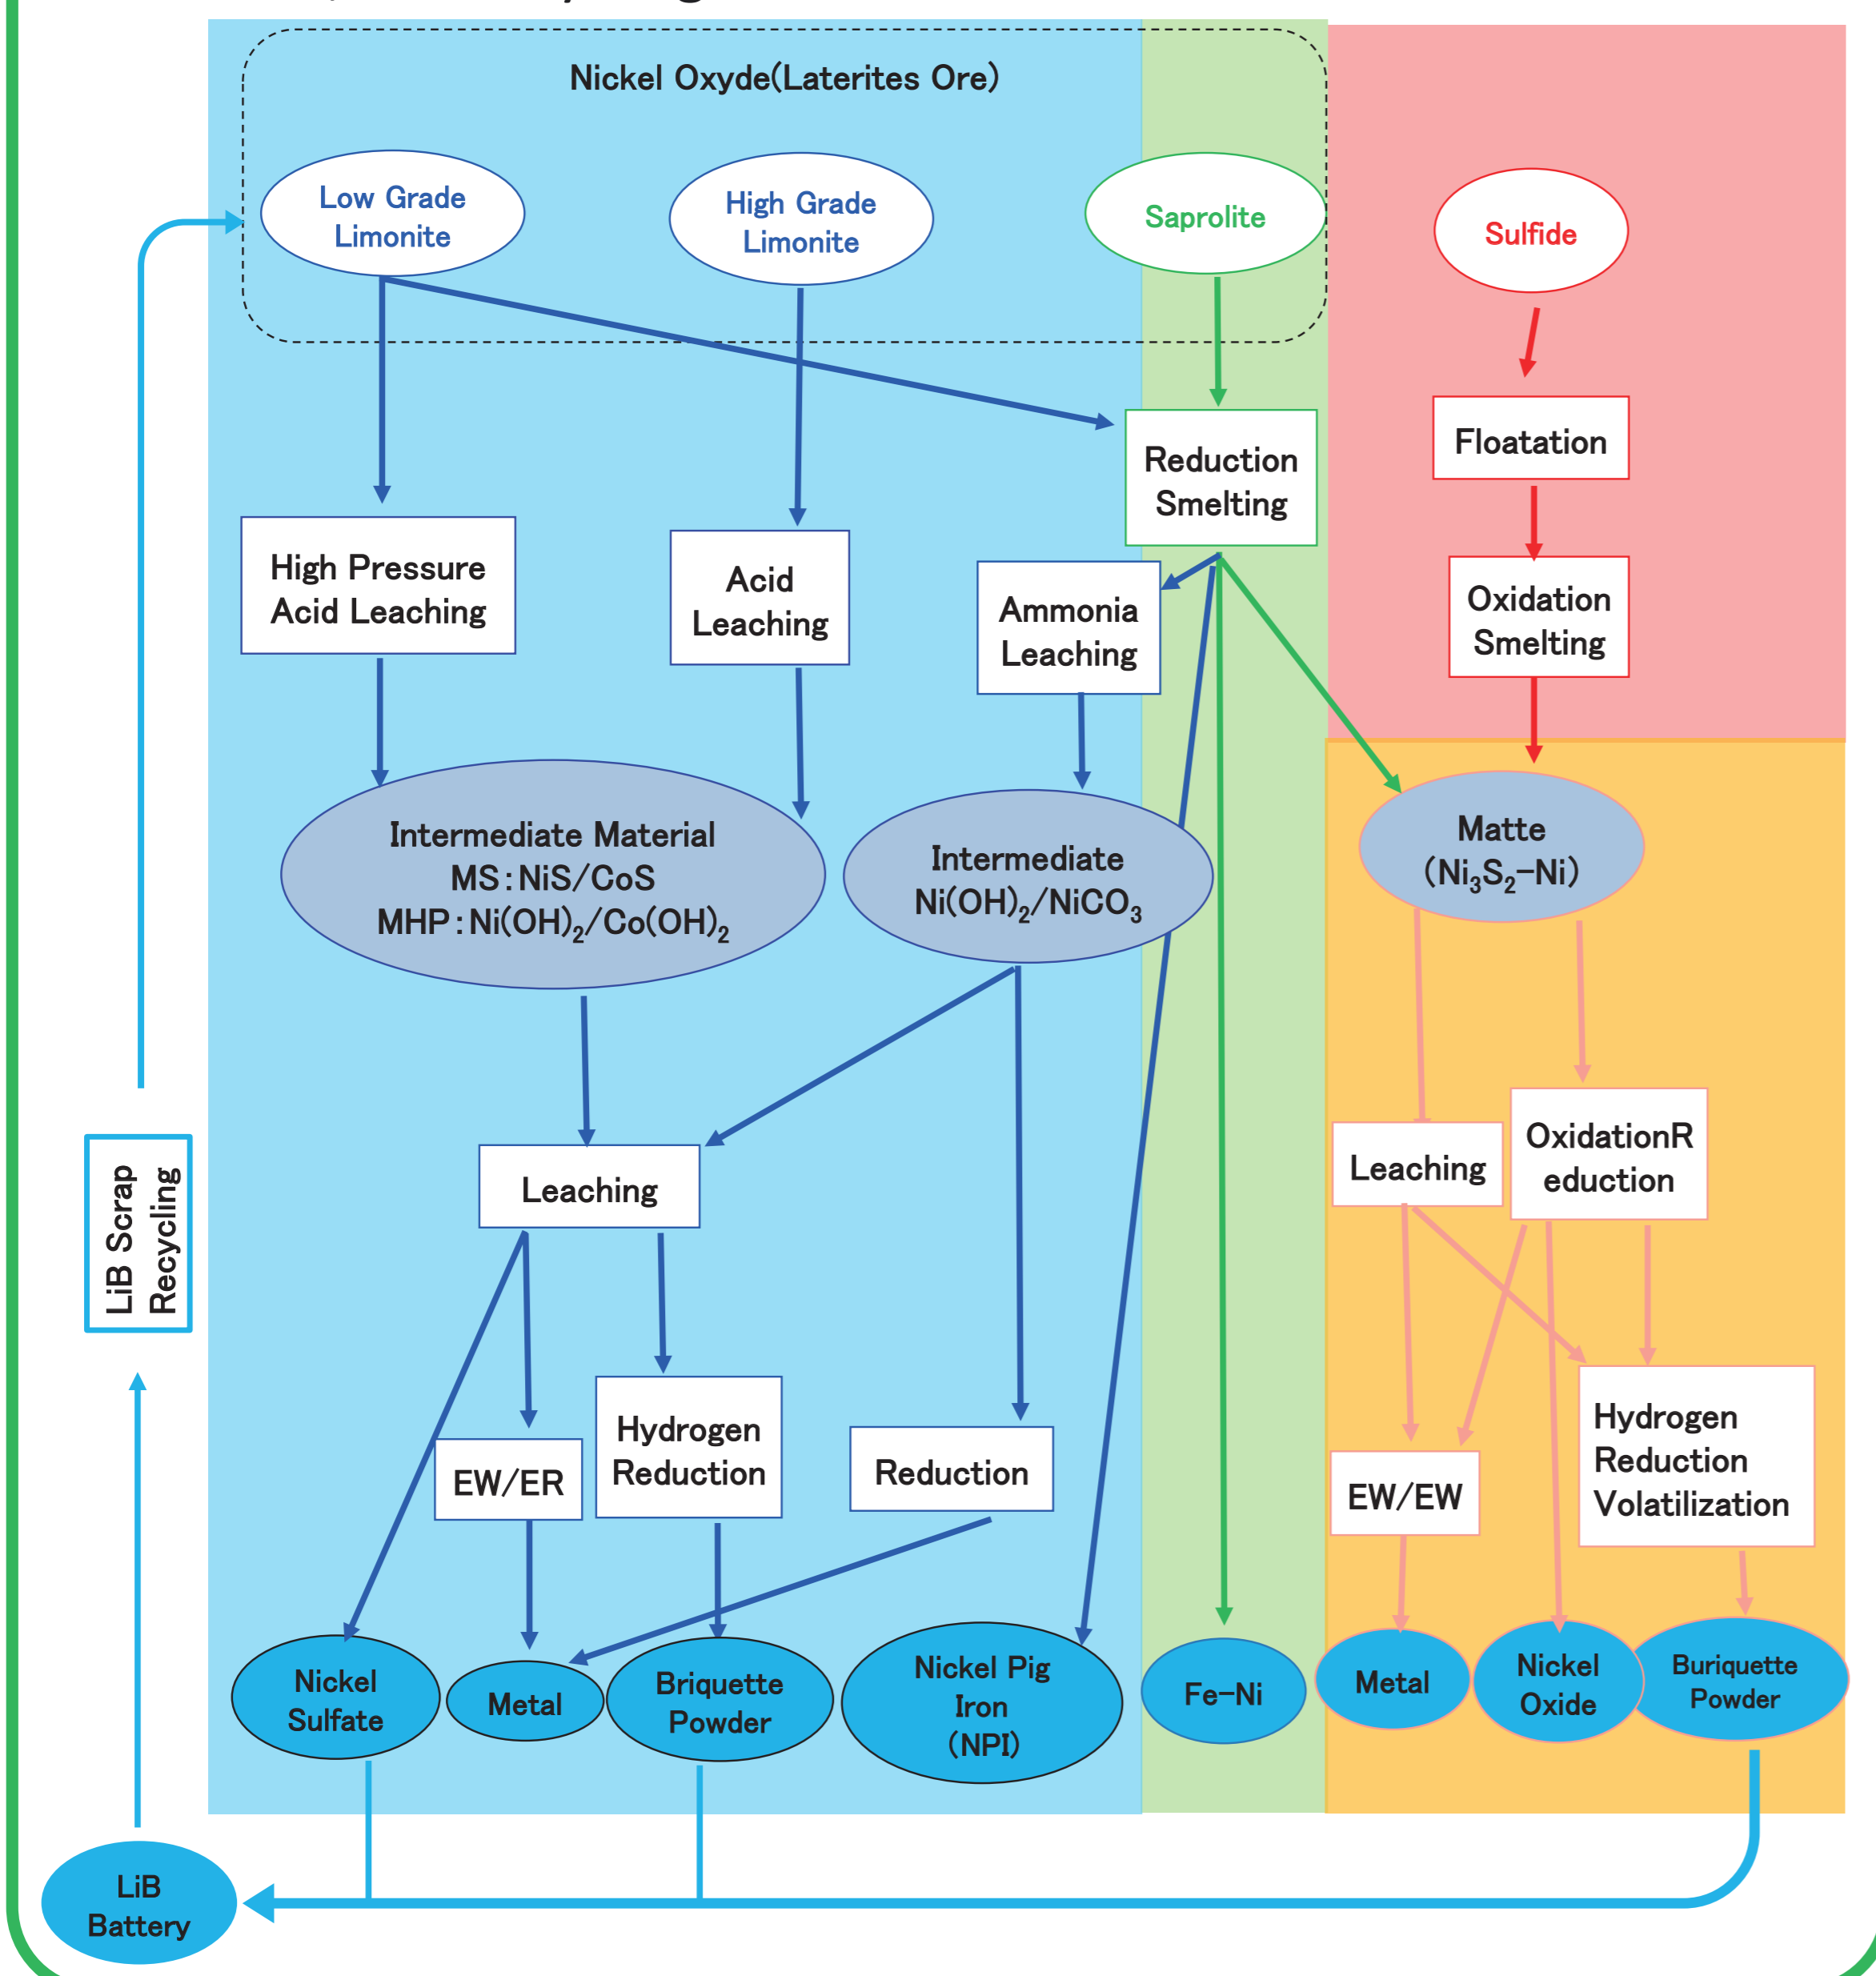 Nickel Oxyde(Laterites Ore)
Low Grade
Limonite
High Grade
Limonite
Saprolite
Sulfide
Reduction
Smelting
Floatation
High Pressure
Acid Leaching
Acid
Leaching
Ammonia
Leaching
Oxidation
Smelting
Intermediate Material
MS:NiS/CoS
MHP:Ni(OH)₂/Co(OH)₂
Intermediate
Ni(OH)₂/NiCO₃
Matte
(Ni₃S₂-Ni)
LiB Scrap
Recycling
Leaching
Leaching
OxidationR
eduction
EW/ER
Hydrogen
Reduction
Reduction
EW/EW
Hydrogen
Reduction
Volatilization
Nickel
Sulfate
Metal
Briquette
Powder
Nickel Pig
Iron
(NPI)
Fe-Ni
Metal
Nickel
Oxide
Buriquette
Powder
LiB
Battery